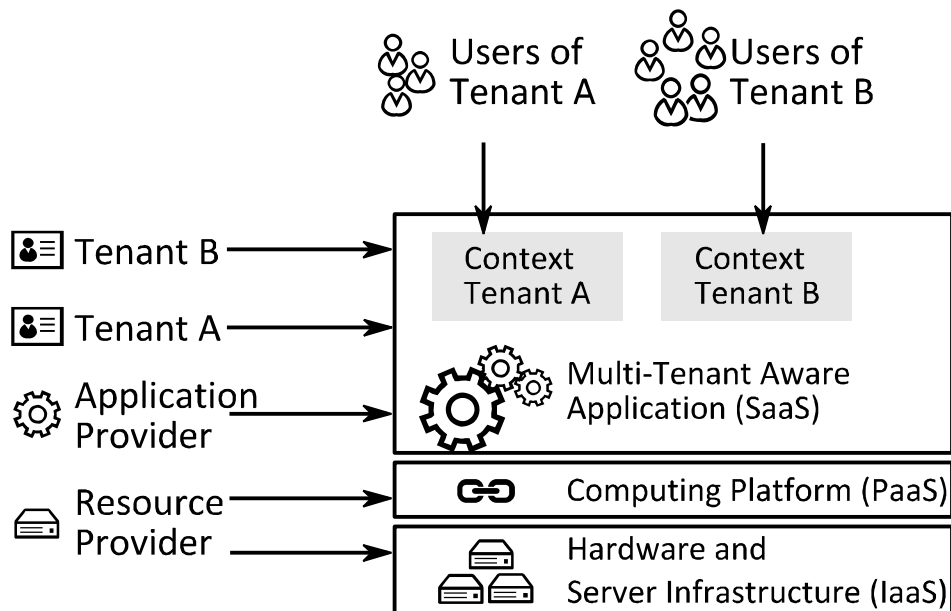 Users of
Tenant A
Users of
Tenant B
Tenant B
Tenant A
Application
Provider
Resource
Provider
Context
Tenant A
Context
Tenant B
Multi-Tenant Aware
Application (SaaS)
Computing Platform (PaaS)
Hardware and
Server Infrastructure (IaaS)